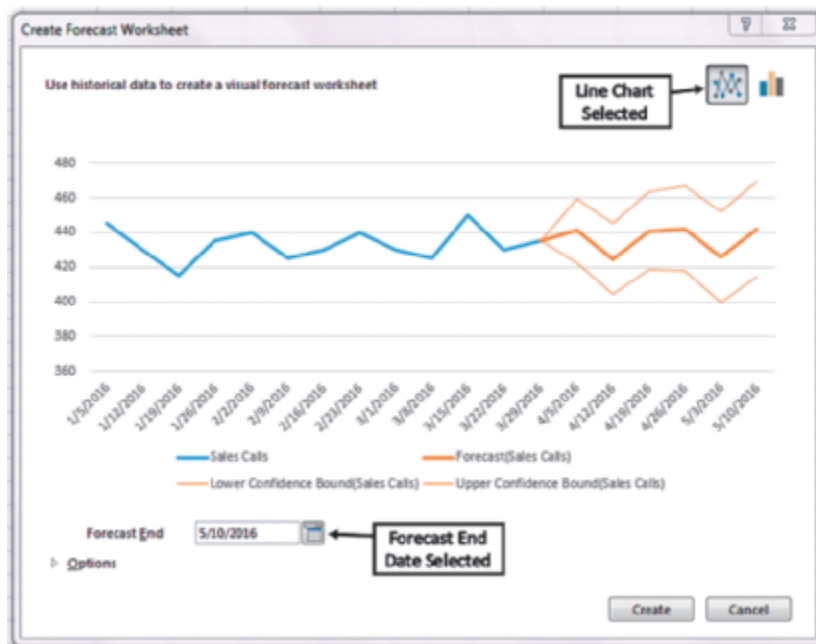 Create Forecast Worksheet
Use historical data to create a visual forecast worksheet
Line Chart
Selected
480
460
440
420
400
380
360
1/5/2016
1/12/2016
1/19/2016
1/26/2016
2/2/2016
2/9/2016
2/16/2016
2/23/2016
3/1/2016
3/8/2016
3/15/2016
3/22/2016
3/29/2016
4/5/2016
4/12/2016
4/19/2016
4/26/2016
5/3/2016
5/10/2016
Sales Calls
Forecast(Sales Calls)
Lower Confidence Bound(Sales Calls)
Upper Confidence Bound(Sales Calls)
Forecast End
5/10/2016
Forecast End
Date Selected
Options
Create
Cancel